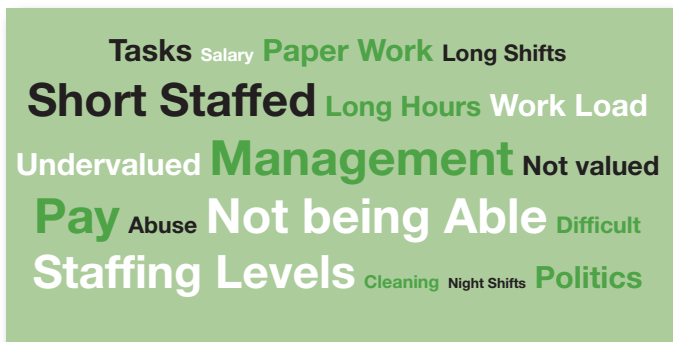 Tasks Salary Paper Work Long Shifts
Short Staffed Long Hours Work Load
Undervalued Management Not valued
Pay Abuse Not being Able Difficult
Staffing Levels Cleaning Night Shifts Politics